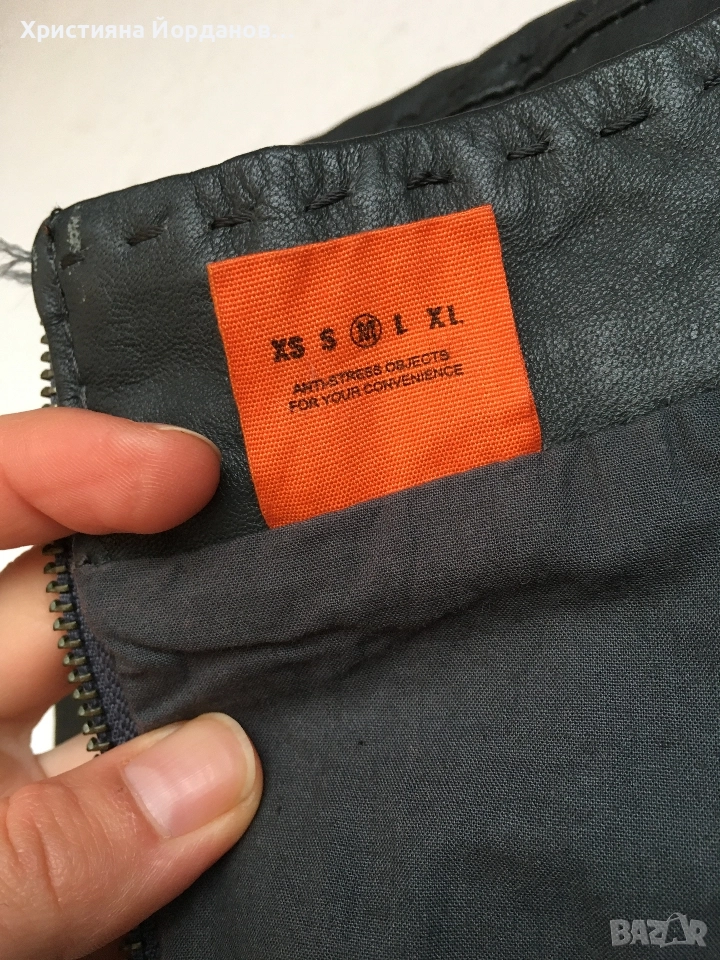 Християна Йорданов.
XS S M L XL
ANTI-STRESS OBJECTS
FOR YOUR CONVENIENCE
BAZAR